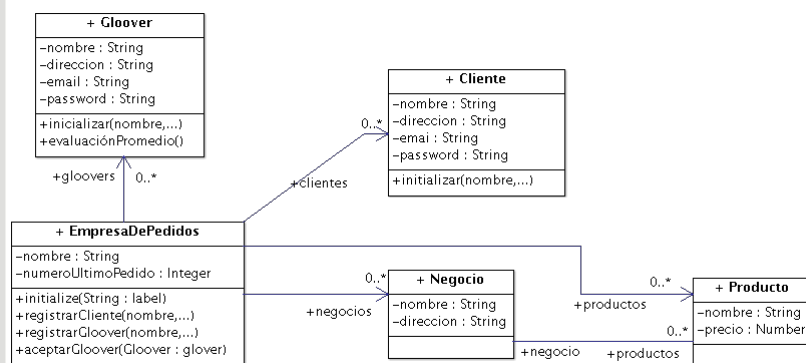 + Gloover
-nombre : String
-direccion : String
-email : String
-password : String
+inicializar(nombre,...)
+evaluaciónPromedio()
+gloovers
0..*
+ Cliente
-nombre : String
-direccion : String
-emai : String
-password : String
+initializar(nombre,...)
0..*
+clientes
+ EmpresaDePedidos
-nombre : String
-numeroUltimoPedido : Integer
+initialize(String : label)
+registrarCliente(nombre,...)
+registrarGloover(nombre,...)
+aceptarGloover(Gloover : glover)
0..*
+negocios
+ Negocio
-nombre : String
-direccion : String
0..*
+productos
+ Producto
-nombre : String
-precio : Number
0..*
+negocio
+productos